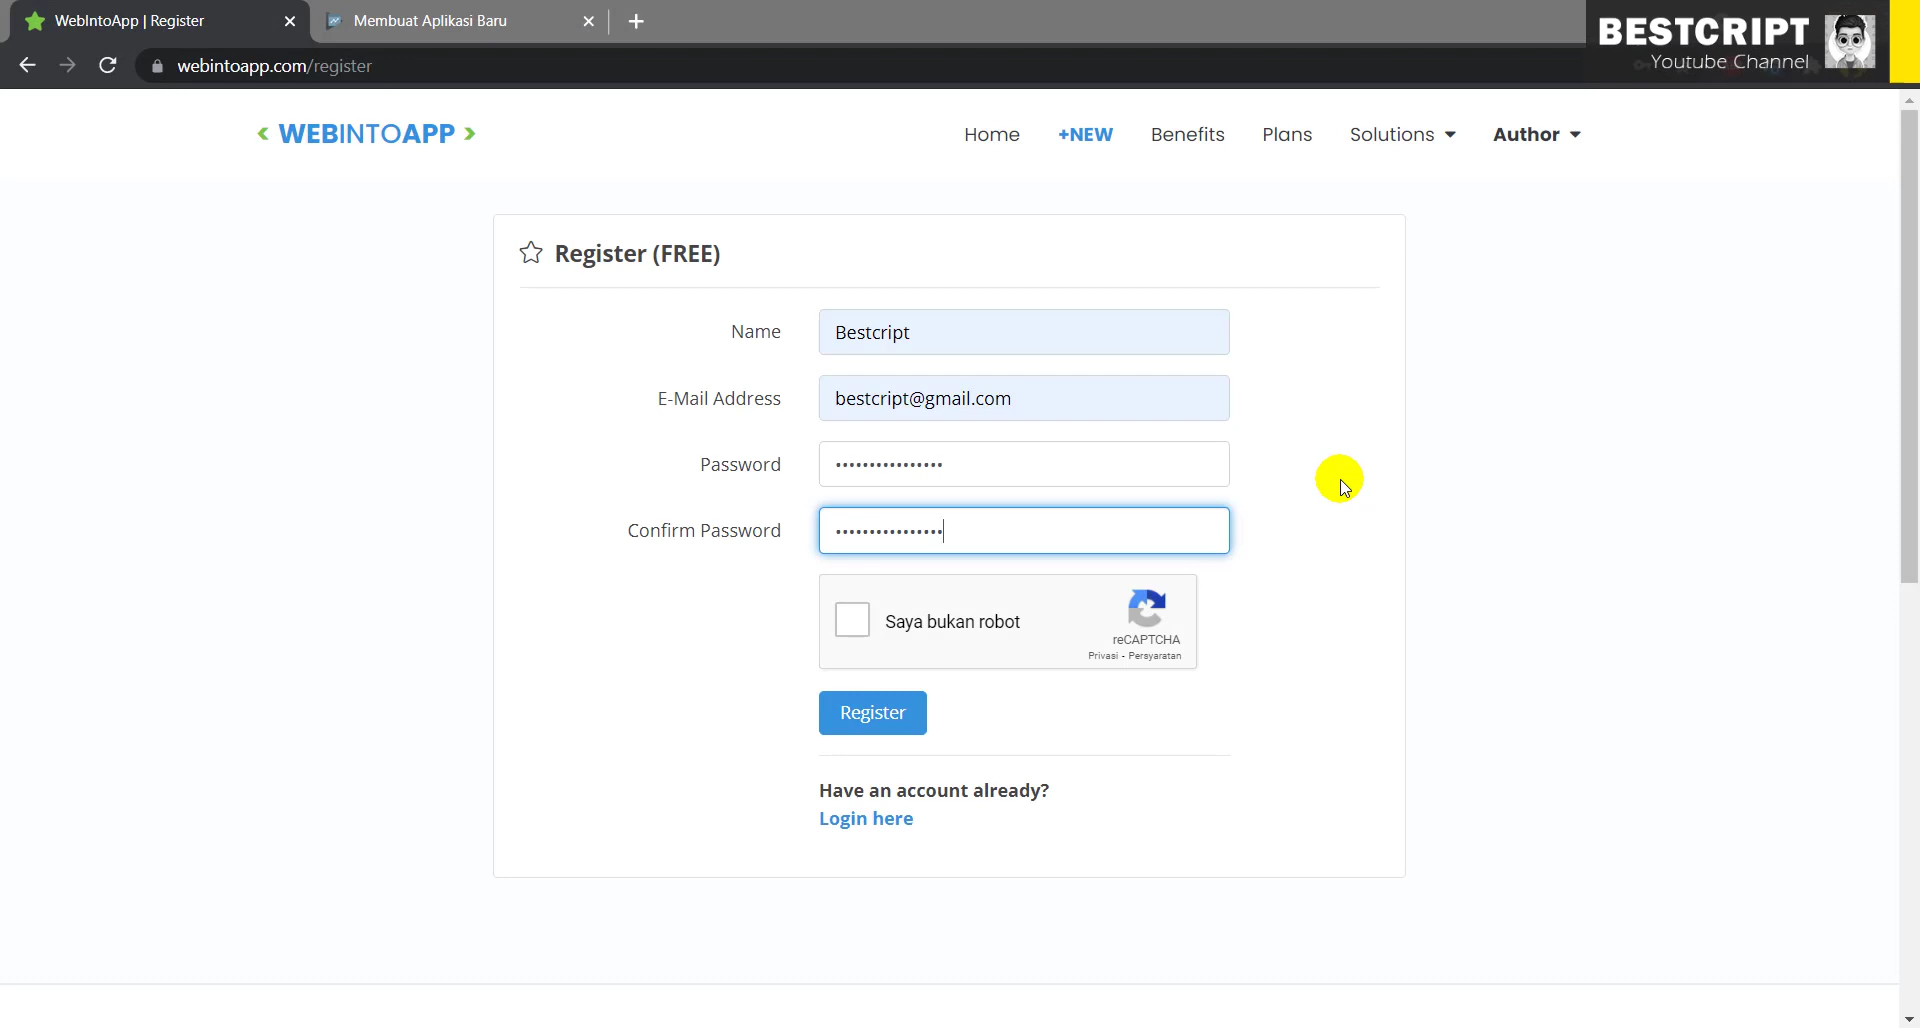 WebIntoApp | Register
Membuat Aplikasi Baru
BESTCRIPT
Youtube Channel
webintoapp.com/register
< WEBINTOAPP >
Home +NEW Benefits Plans Solutions Author
Register (FREE)
Name Bestcript
E-Mail Address bestcript@gmail.com
Password ••••••••••••••••
Confirm Password ••••••••••••••••
Saya bukan robot
reCAPTCHA
Privasi - Persyaratan
Register
Have an account already?
Login here